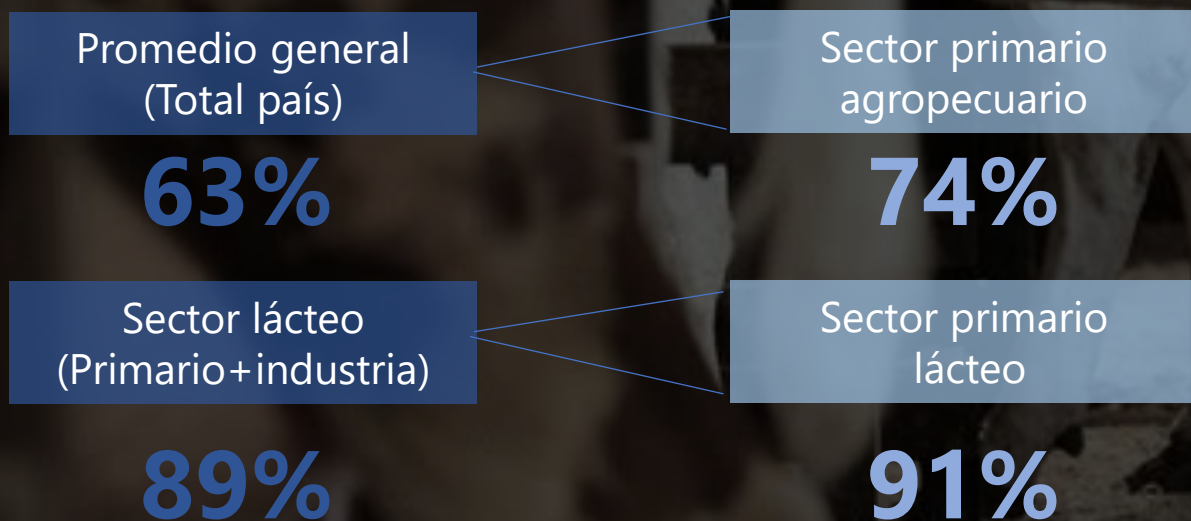 Promedio general
(Total país)
63%
Sector primario
agropecuario
74%
Sector lácteo
(Primario+industria)
89%
Sector primario
lácteo
91%